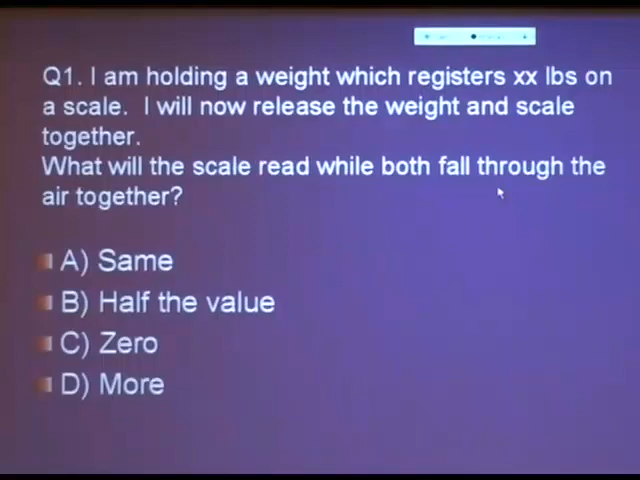 Q1. I am holding a weight which registers xx lbs on
a scale. I will now release the weight and scale
together.
What will the scale read while both fall through the
air together?
A) Same
B) Half the value
C) Zero
D) More